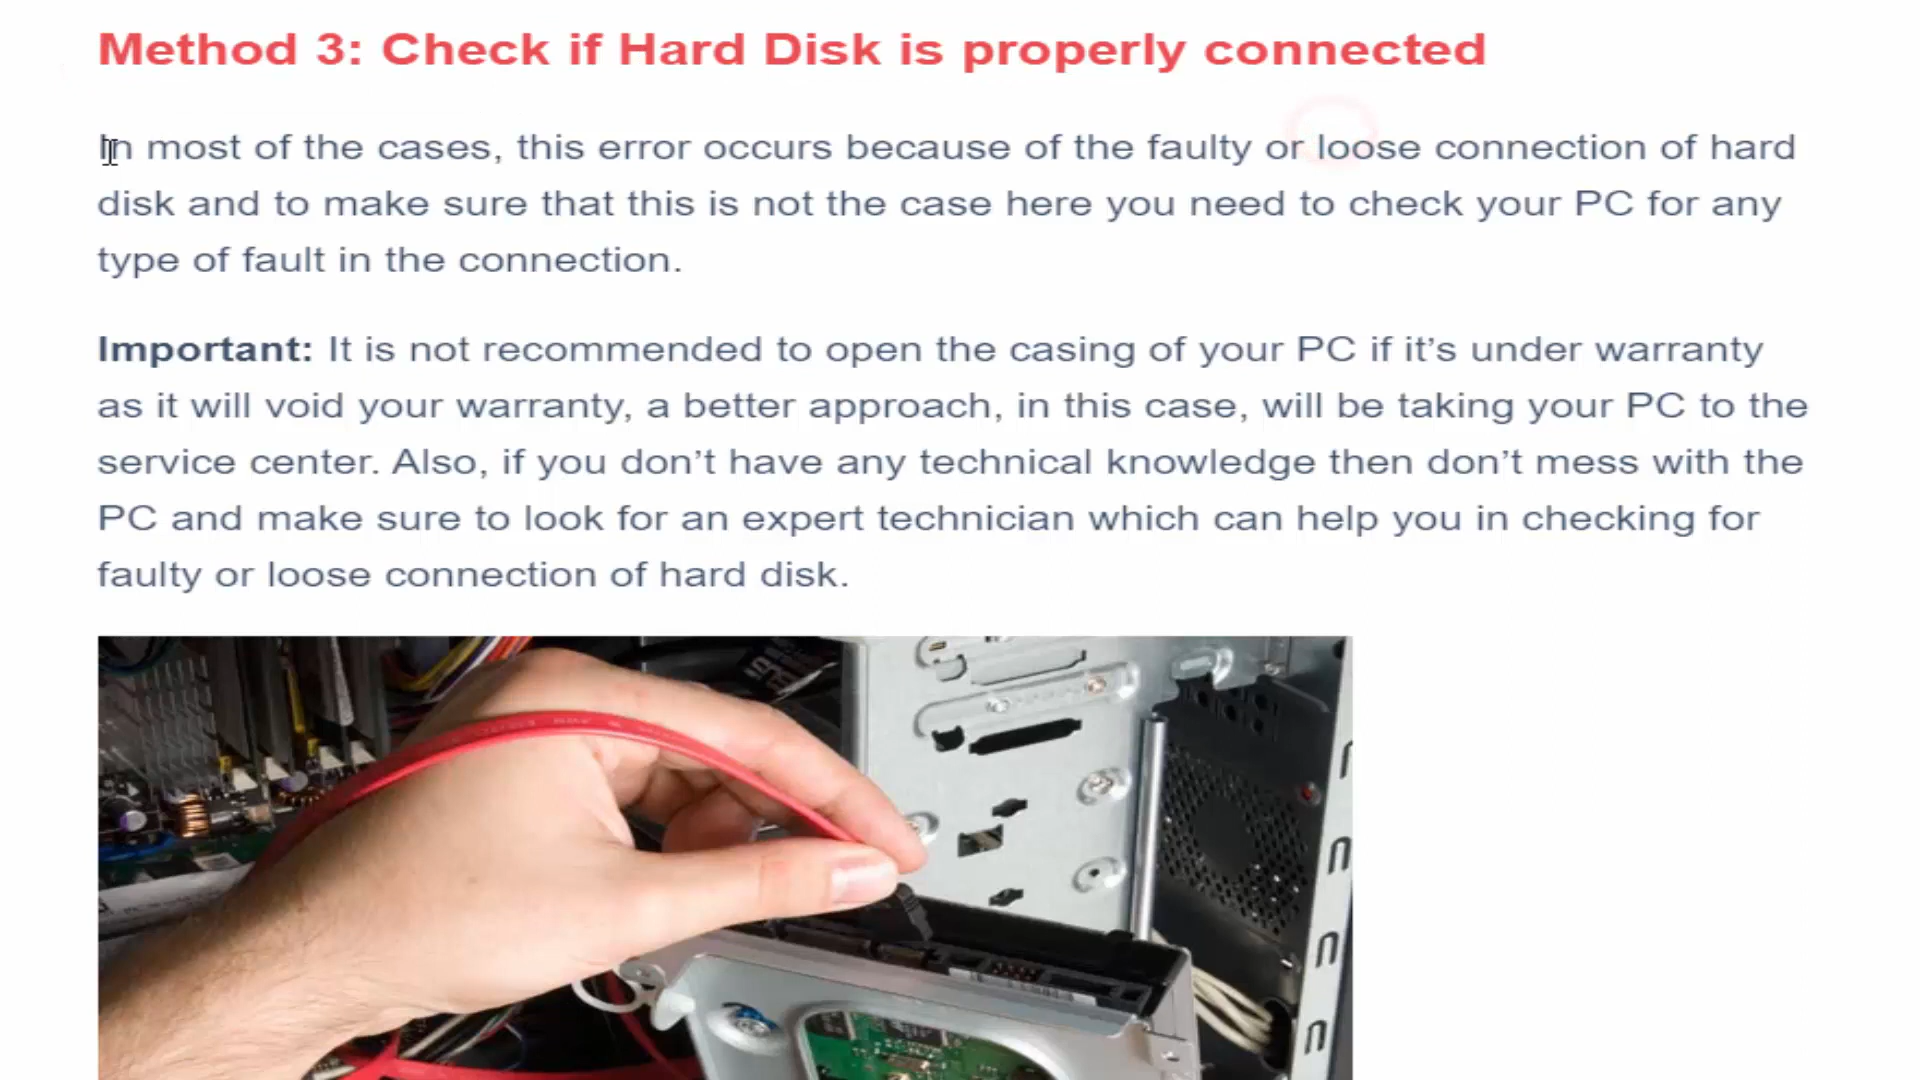 Method 3: Check if Hard Disk is properly connected
In most of the cases, this error occurs because of the faulty or loose connection of hard
disk and to make sure that this is not the case here you need to check your PC for any
type of fault in the connection.
Important: It is not recommended to open the casing of your PC if it’s under warranty
as it will void your warranty, a better approach, in this case, will be taking your PC to the
service center. Also, if you don’t have any technical knowledge then don’t mess with the
PC and make sure to look for an expert technician which can help you in checking for
faulty or loose connection of hard disk.